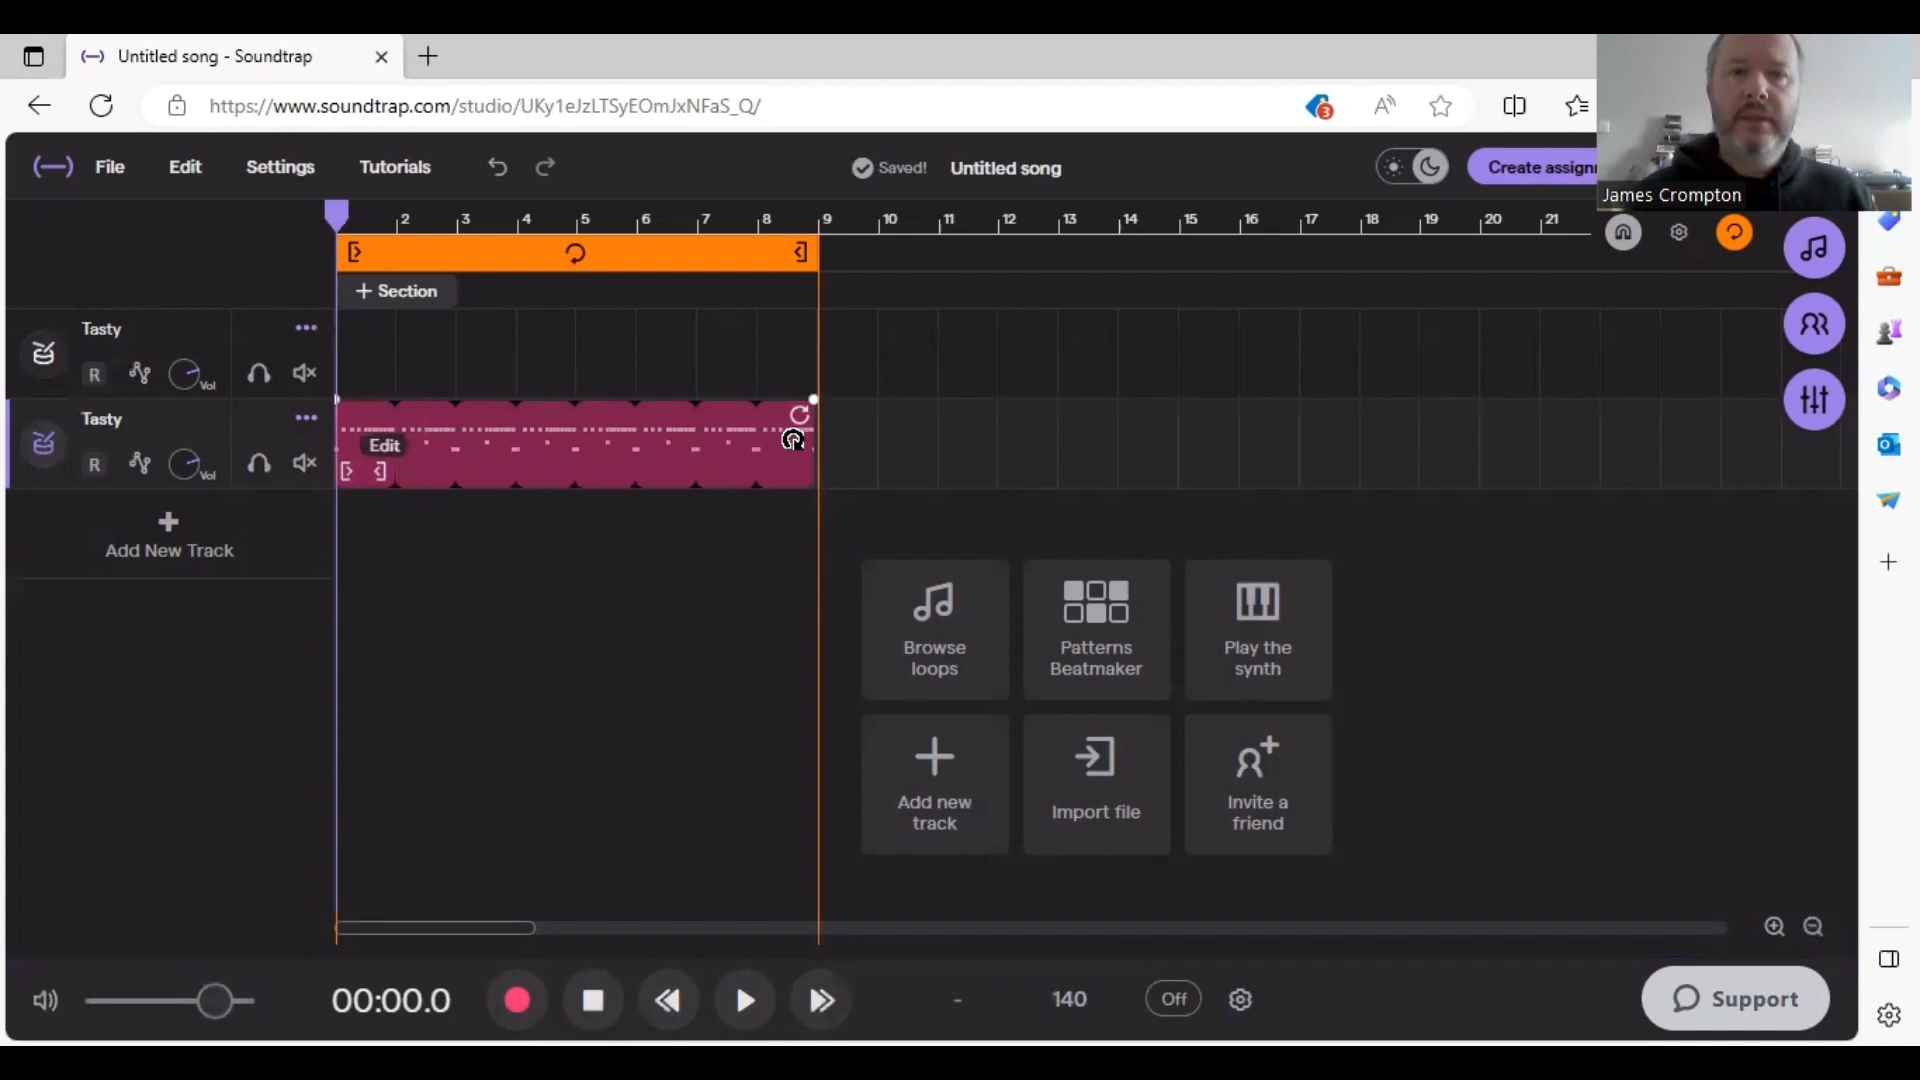 Untitled song - Soundtrap
https://www.soundtrap.com/studio/UKy1eJzLTSyEOmJxNFaS_Q/
3
File Edit Settings Tutorials Saved! Untitled song Create assignm
James Crompton
2 3 4 5 6 7 8 9 10 11 12 13 14 15 16 17 18 19 20 21
+ Section
Tasty
R Vol
Tasty
Edit
R Vol
Add New Track
Browse loops
Patterns Beatmaker
Play the synth
Add new track
Import file
Invite a friend
00:00.0 - 140 Off Support